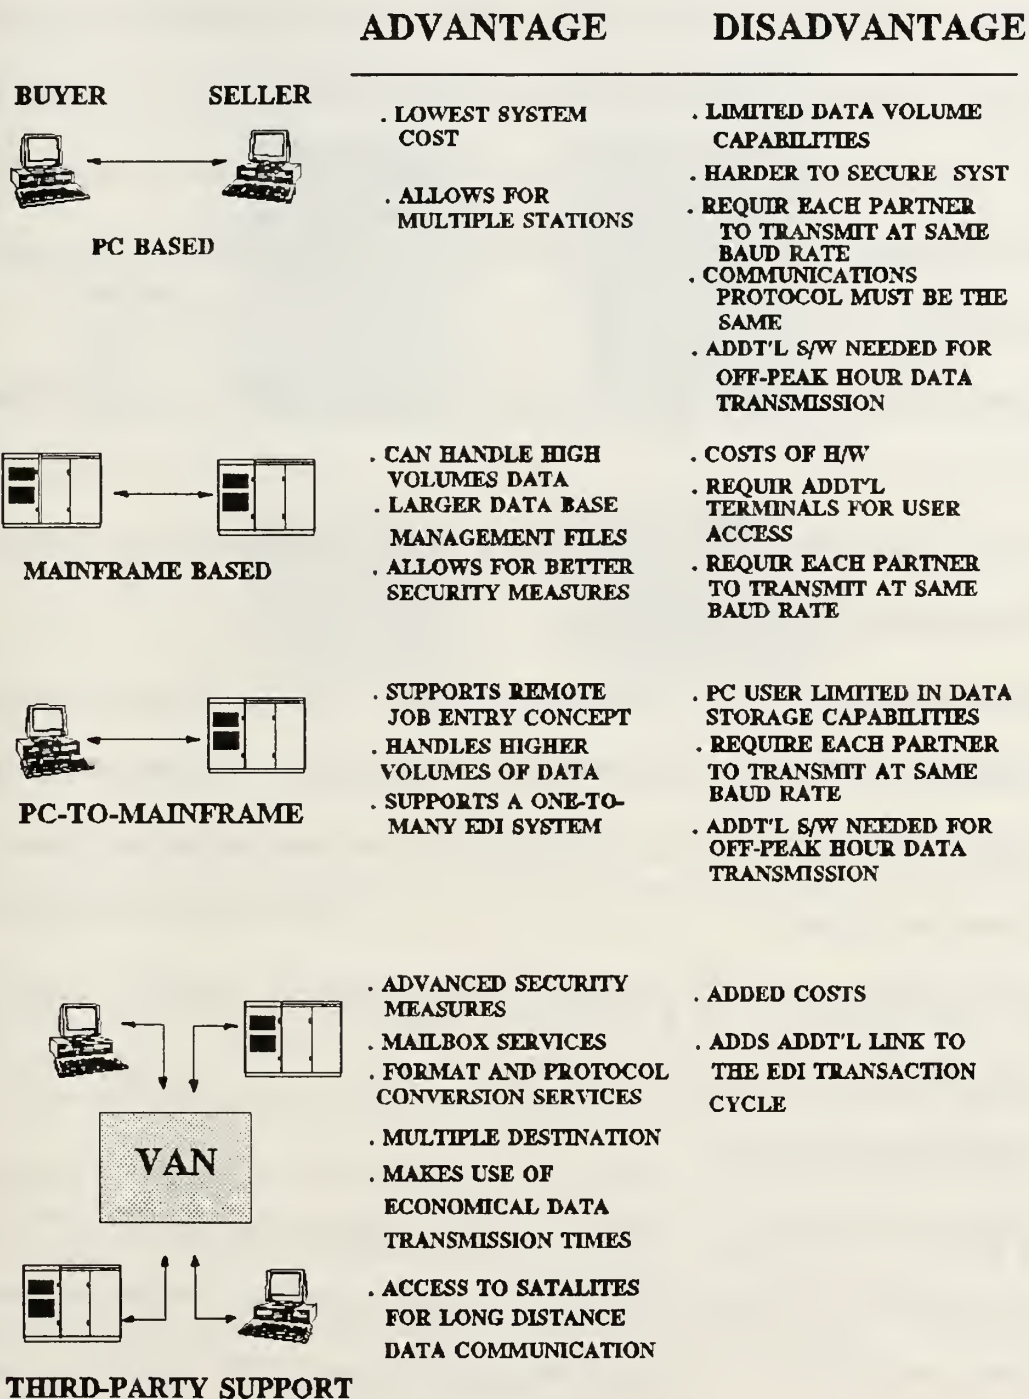 ADVANTAGE
DISADVANTAGE
BUYER
SELLER
PC BASED
. LOWEST SYSTEM
COST
. ALLOWS FOR
MULTIPLE STATIONS
. LIMITED DATA VOLUME
CAPABILITIES
. HARDER TO SECURE SYST
. REQUIR EACH PARTNER
TO TRANSMIT AT SAME
BAUD RATE
. COMMUNICATIONS
PROTOCOL MUST BE THE
SAME
. ADDT'L S/W NEEDED FOR
OFF-PEAK HOUR DATA
TRANSMISSION
MAINFRAME BASED
. CAN HANDLE HIGH
VOLUMES DATA
. LARGER DATA BASE
MANAGEMENT FILES
. ALLOWS FOR BETTER
SECURITY MEASURES
. COSTS OF H/W
. REQUIR ADDT'L
TERMINALS FOR USER
ACCESS
. REQUIR EACH PARTNER
TO TRANSMIT AT SAME
BAUD RATE
PC-TO-MAINFRAME
. SUPPORTS REMOTE
JOB ENTRY CONCEPT
. HANDLES HIGHER
VOLUMES OF DATA
. SUPPORTS A ONE-TO-
MANY EDI SYSTEM
. PC USER LIMITED IN DATA
STORAGE CAPABILITIES
. REQUIRE EACH PARTNER
TO TRANSMIT AT SAME
BAUD RATE
. ADDT'L S/W NEEDED FOR
OFF-PEAK HOUR DATA
TRANSMISSION
VAN
THIRD-PARTY SUPPORT
. ADVANCED SECURITY
MEASURES
. MAILBOX SERVICES
. FORMAT AND PROTOCOL
CONVERSION SERVICES
. MULTIPLE DESTINATION
. MAKES USE OF
ECONOMICAL DATA
TRANSMISSION TIMES
. ACCESS TO SATALITES
FOR LONG DISTANCE
DATA COMMUNICATION
. ADDED COSTS
. ADDS ADDT'L LINK TO
THE EDI TRANSACTION
CYCLE